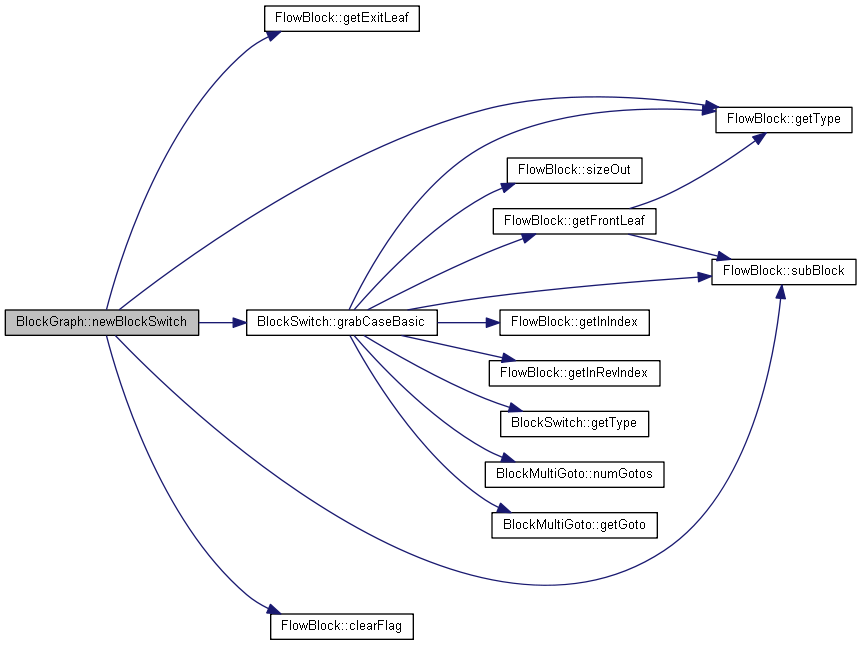 FlowBlock::getExitLeaf
FlowBlock::getType
FlowBlock::sizeOut
FlowBlock::getFrontLeaf
FlowBlock::subBlock
BlockGraph::newBlockSwitch
BlockSwitch::grabCaseBasic
FlowBlock::getInIndex
FlowBlock::getInRevIndex
BlockSwitch::getType
BlockMultiGoto::numGotos
BlockMultiGoto::getGoto
FlowBlock::clearFlag